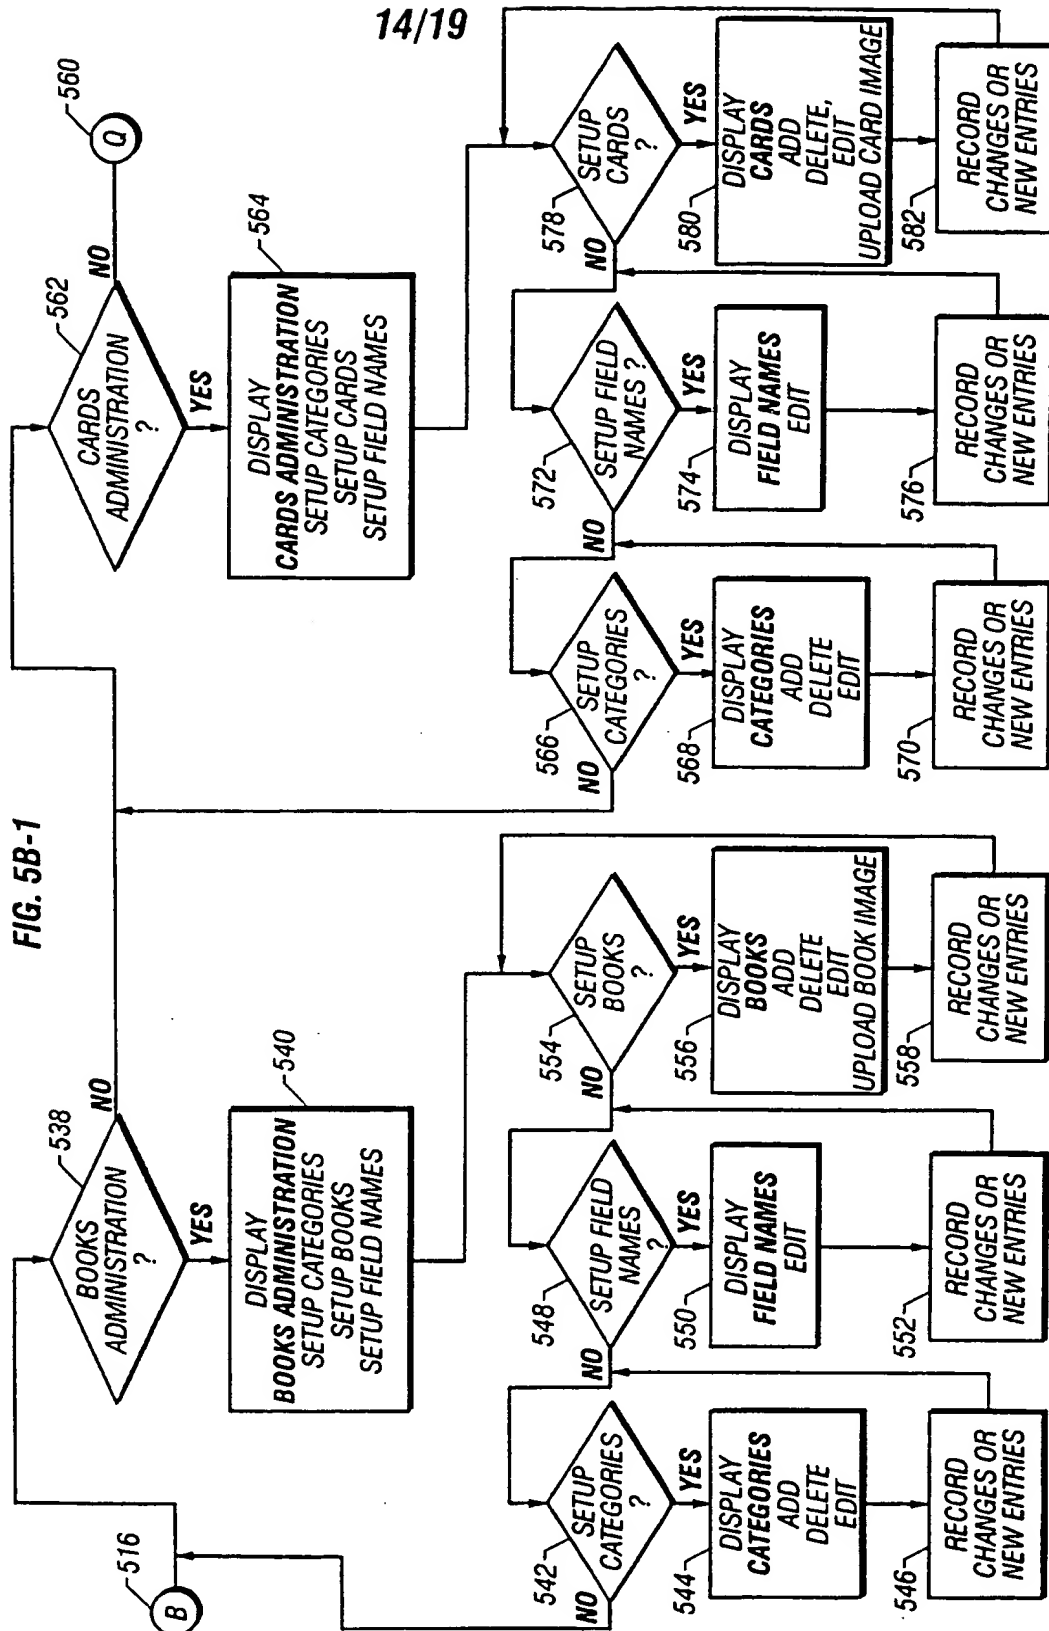 14/19
FIG. 5B-1
B
516
BOOKS
ADMINISTRATION
?
538
NO
YES
DISPLAY
BOOKS ADMINISTRATION
SETUP CATEGORIES
SETUP BOOKS
SETUP FIELD NAMES
540
CARDS
ADMINISTRATION
?
562
NO
YES
Q
560
DISPLAY
CARDS ADMINISTRATION
SETUP CATEGORIES
SETUP CARDS
SETUP FIELD NAMES
564
SETUP
CATEGORIES
?
542
NO
YES
SETUP FIELD
NAMES
?
548
NO
YES
SETUP
BOOKS
?
554
NO
YES
SETUP
CATEGORIES
?
566
NO
YES
SETUP FIELD
NAMES ?
572
NO
YES
SETUP
CARDS
?
578
NO
YES
DISPLAY
CATEGORIES
ADD
DELETE
EDIT
544
DISPLAY
FIELD NAMES
EDIT
550
DISPLAY
BOOKS
ADD
DELETE
EDIT
UPLOAD BOOK IMAGE
556
DISPLAY
CATEGORIES
ADD
DELETE
EDIT
568
DISPLAY
FIELD NAMES
EDIT
574
DISPLAY
CARDS
ADD
DELETE,
EDIT
UPLOAD CARD IMAGE
580
RECORD
CHANGES OR
NEW ENTRIES
546
RECORD
CHANGES OR
NEW ENTRIES
552
RECORD
CHANGES OR
NEW ENTRIES
558
RECORD
CHANGES OR
NEW ENTRIES
570
RECORD
CHANGES OR
NEW ENTRIES
576
RECORD
CHANGES OR
NEW ENTRIES
582